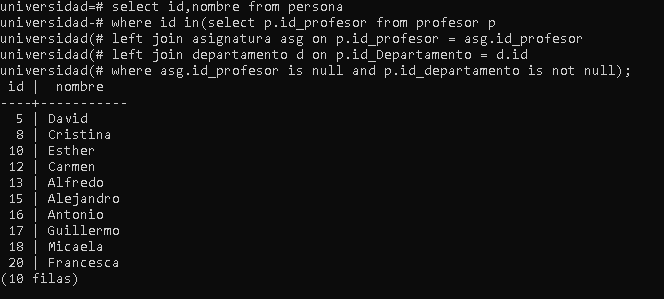 universidad=# select id,nombre from persona
universidad-# where id in(select p.id_profesor from profesor p
universidad(# left join asignatura asg on p.id_profesor = asg.id_profesor
universidad(# left join departamento d on p.id_Departamento = d.id
universidad(# where asg.id_profesor is null and p.id_departamento is not null);
 id |  nombre
----+-----------
  5 | David
  8 | Cristina
 10 | Esther
 12 | Carmen
 13 | Alfredo
 15 | Alejandro
 16 | Antonio
 17 | Guillermo
 18 | Micaela
 20 | Francesca
(10 filas)